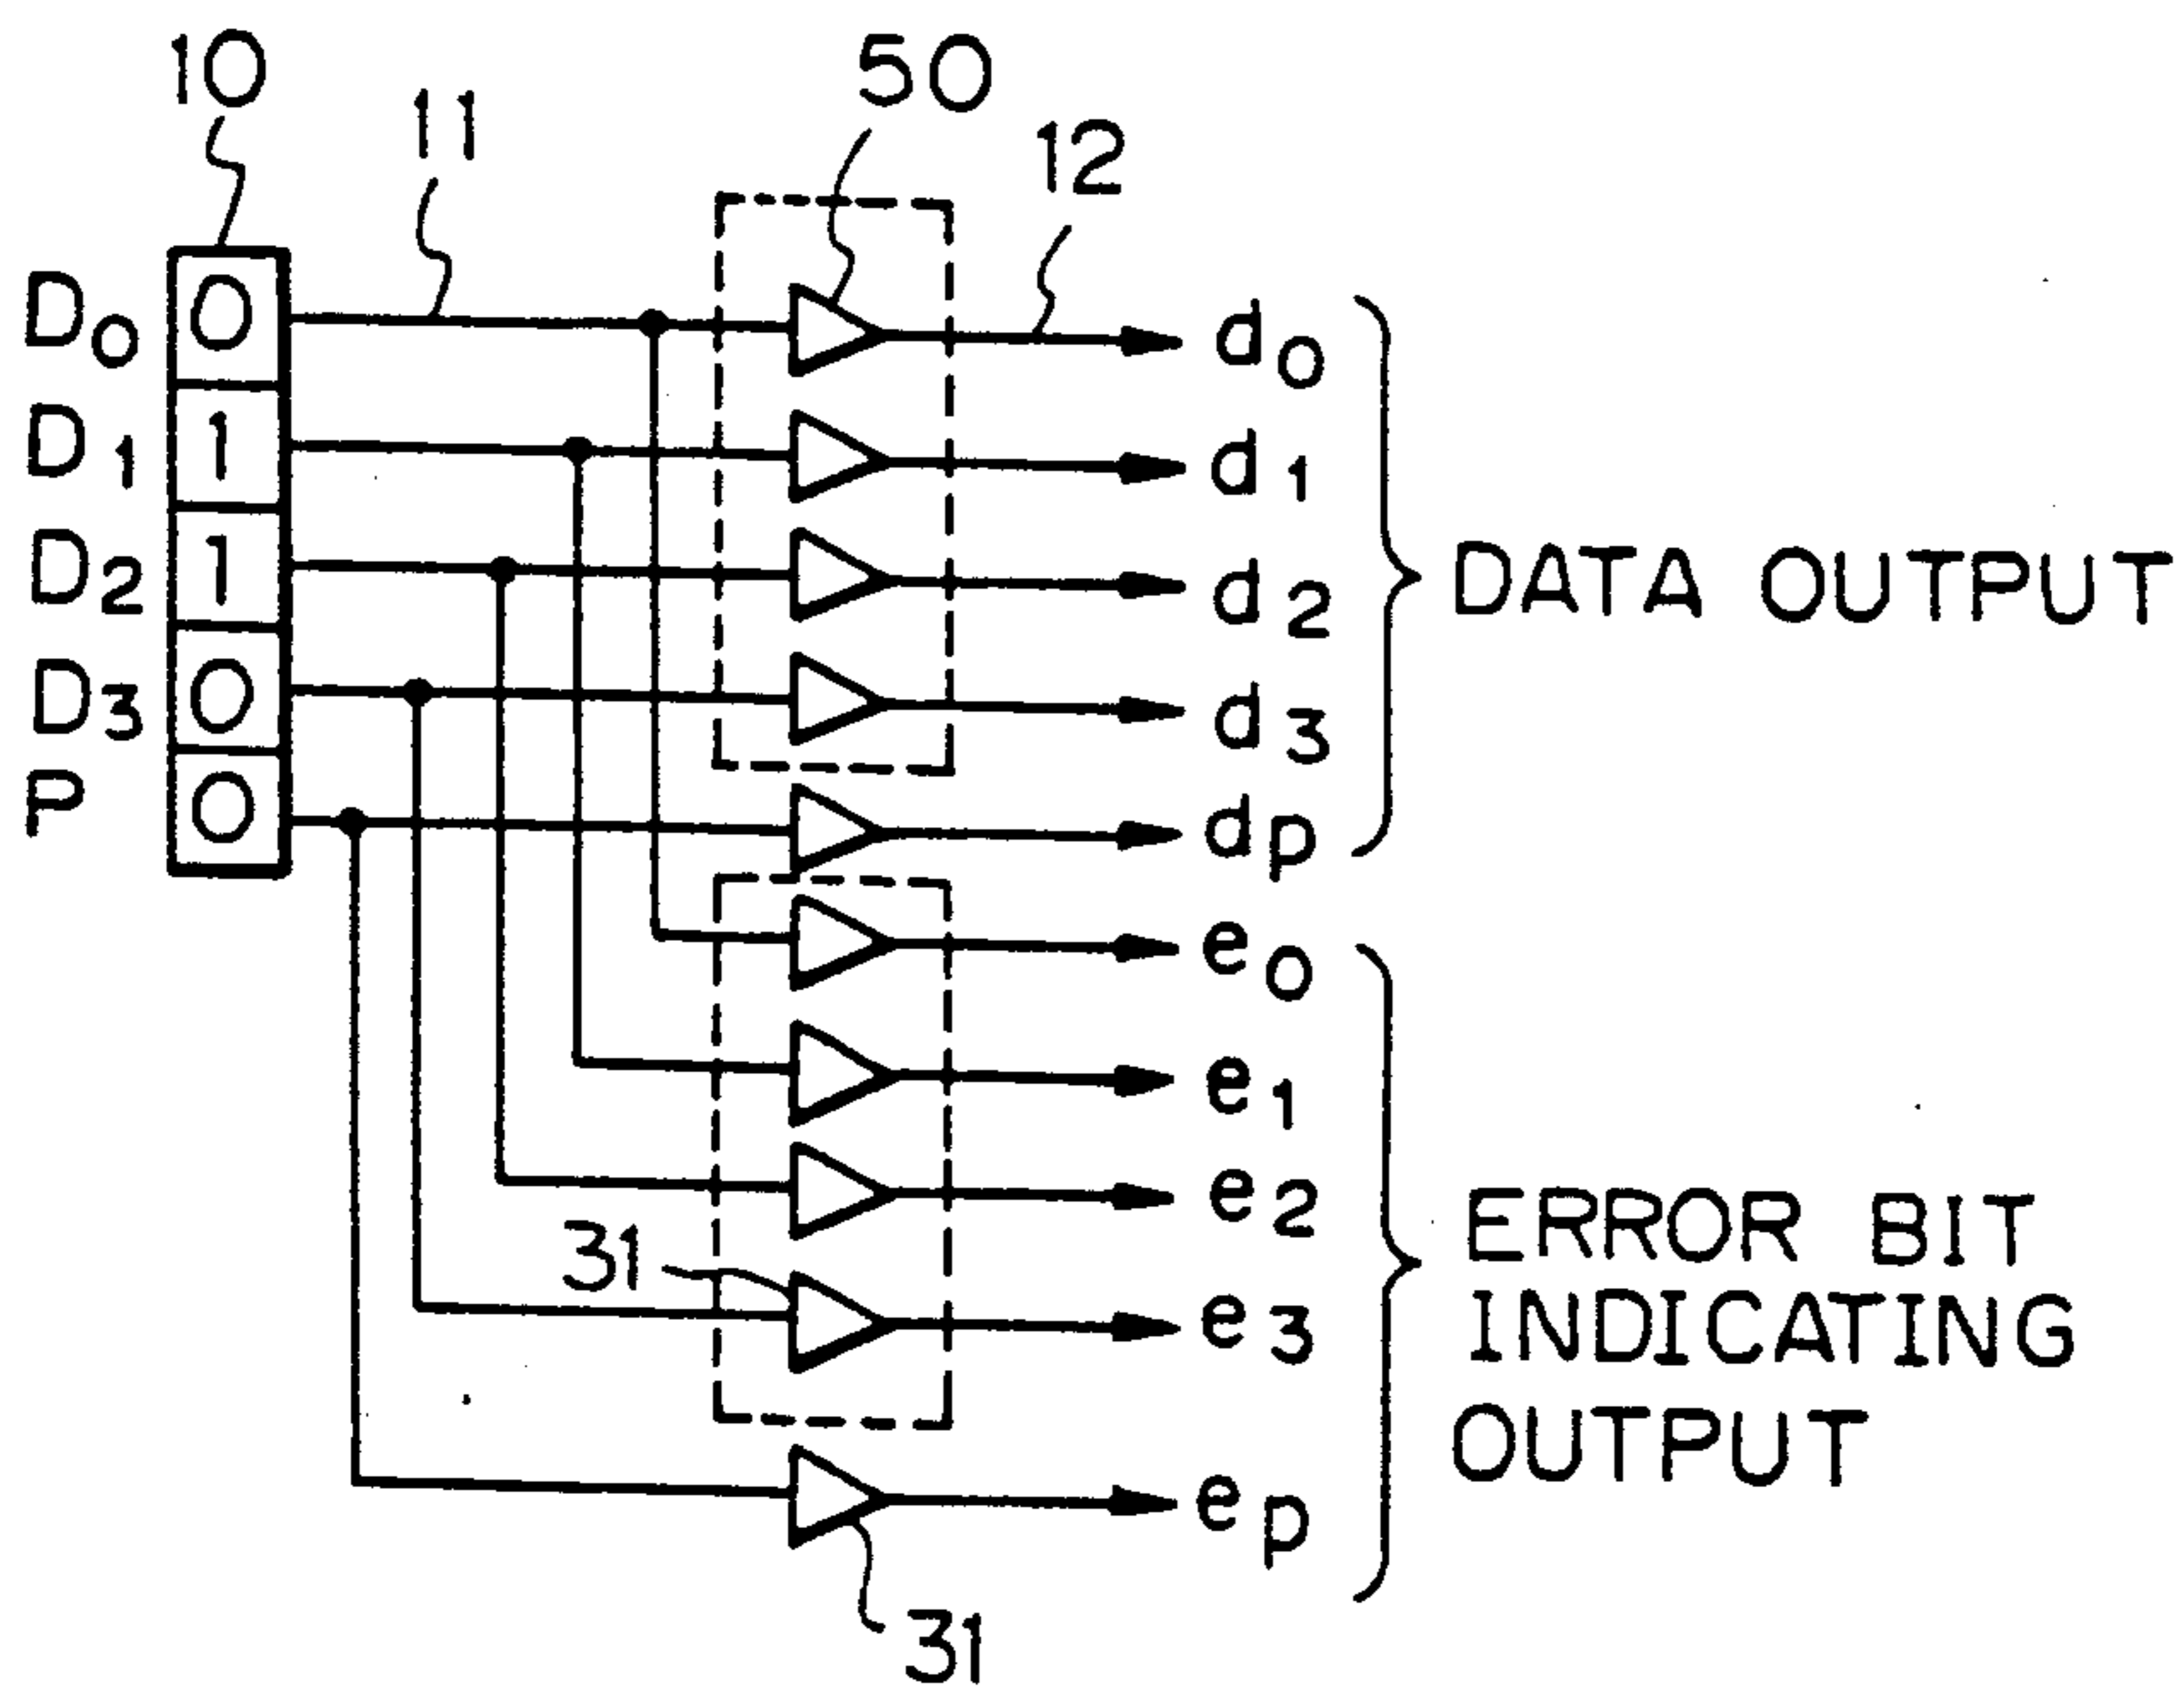 10
11
50
12
D0 0 d0
D1 1 d1
D2 1 d2
D3 0 d3
P 0 dp
DATA OUTPUT
e0
e1
e2
31 e3
ep
ERROR BIT
INDICATING
OUTPUT
31